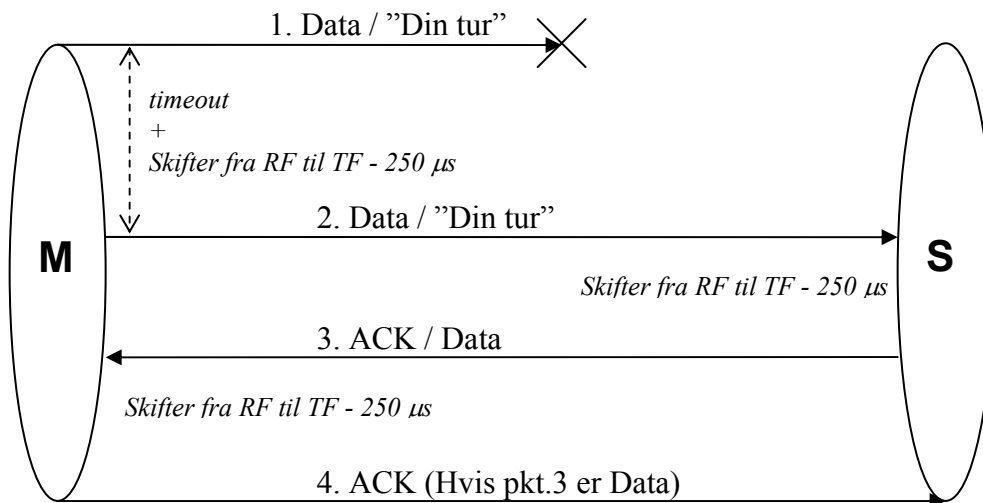 1. Data / ”Din tur”
timeout
+
Skifter fra RF til TF - 250 µs
2. Data / ”Din tur”
M
S
Skifter fra RF til TF - 250 µs
3. ACK / Data
Skifter fra RF til TF - 250 µs
4. ACK (Hvis pkt.3 er Data)